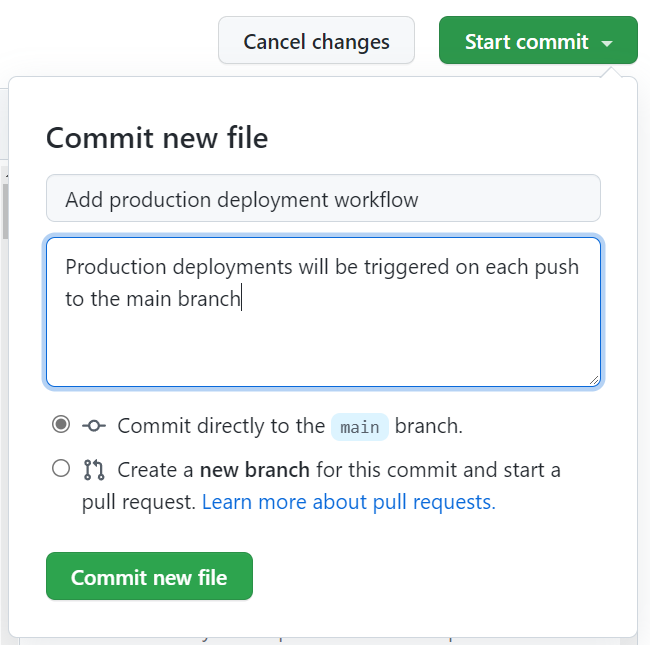 Cancel changes
Start commit
Commit new file
Add production deployment workflow
Production deployments will be triggered on each push
to the main branch
Commit directly to the main branch.
Create a new branch for this commit and start a
pull request. Learn more about pull requests.
Commit new file